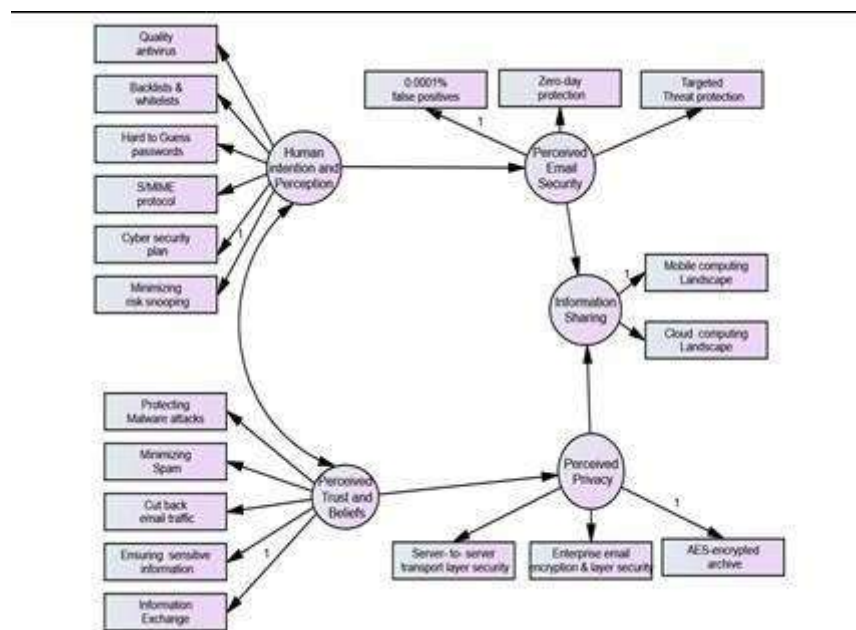 Quality
antivirus
Backlists &
whitelists
Hard to Guess
passwords
S/MIME
protocol
Cyber security
plan
Minimizing
risk snooping
1
Human
intention and
Perception
0.0001%
false positives
Zero-day
protection
Targeted
Threat protection
1
Perceived
Email
Security
Information
Sharing
1
Mobile computing
Landscape
Cloud computing
Landscape
Protecting
Malware attacks
Minimizing
Spam
Cut back
email traffic
Ensuring sensitive
information
Information
Exchange
1
Perceived
Trust and
Beliefs
Perceived
Privacy
1
Server- to- server
transport layer security
Enterprise email
encryption & layer security
AES-encrypted
archive